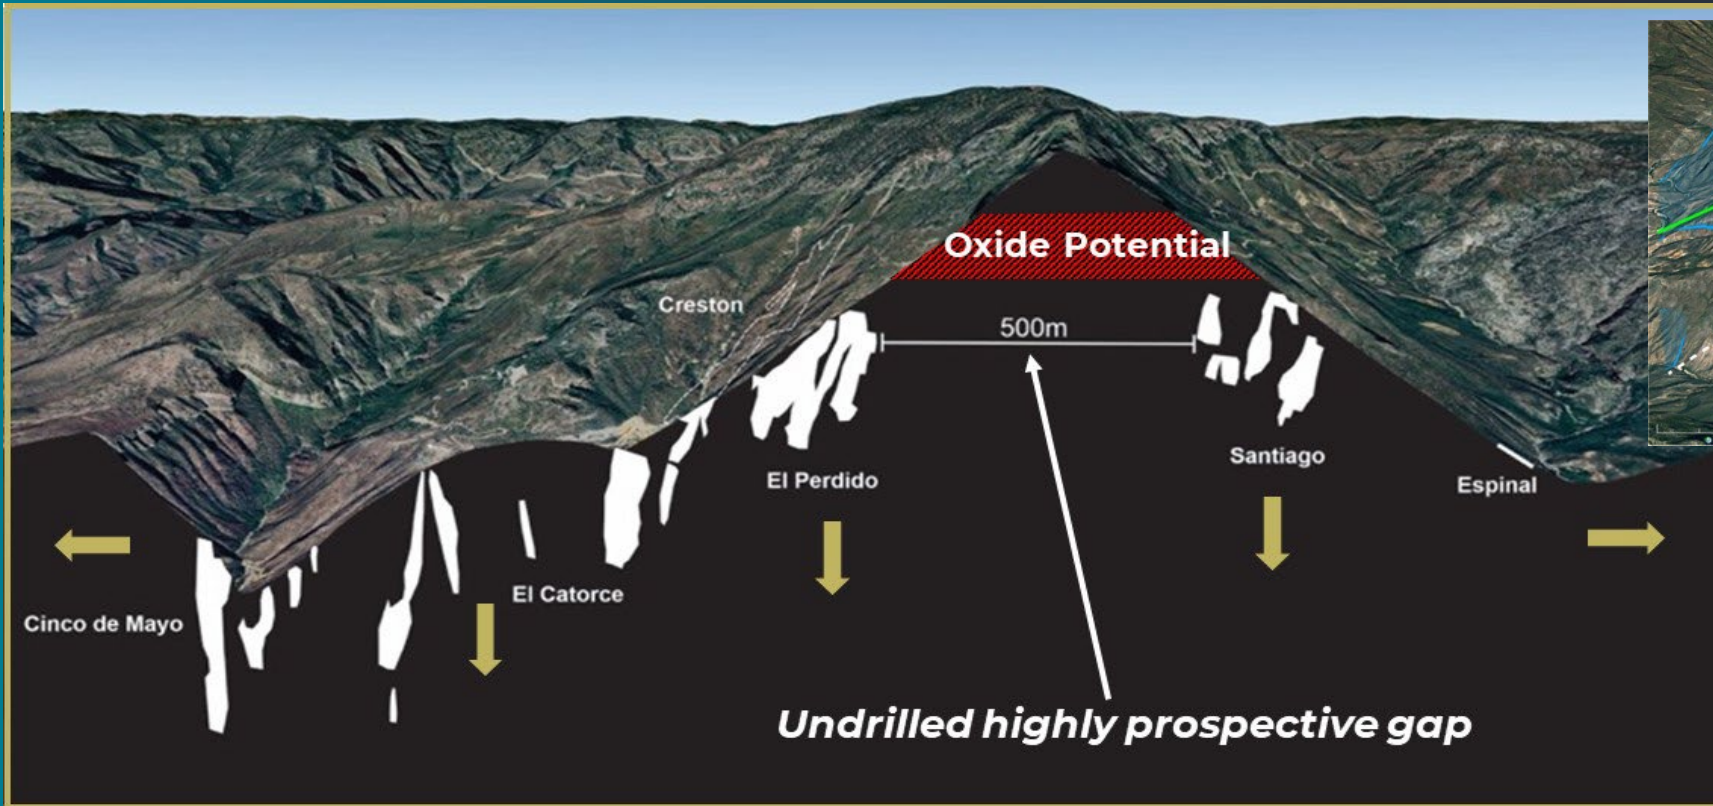 Oxide Potential
Creston
500m
El Perdido
Santiago
Espinal
El Catorce
Cinco de Mayo
Undrilled highly prospective gap